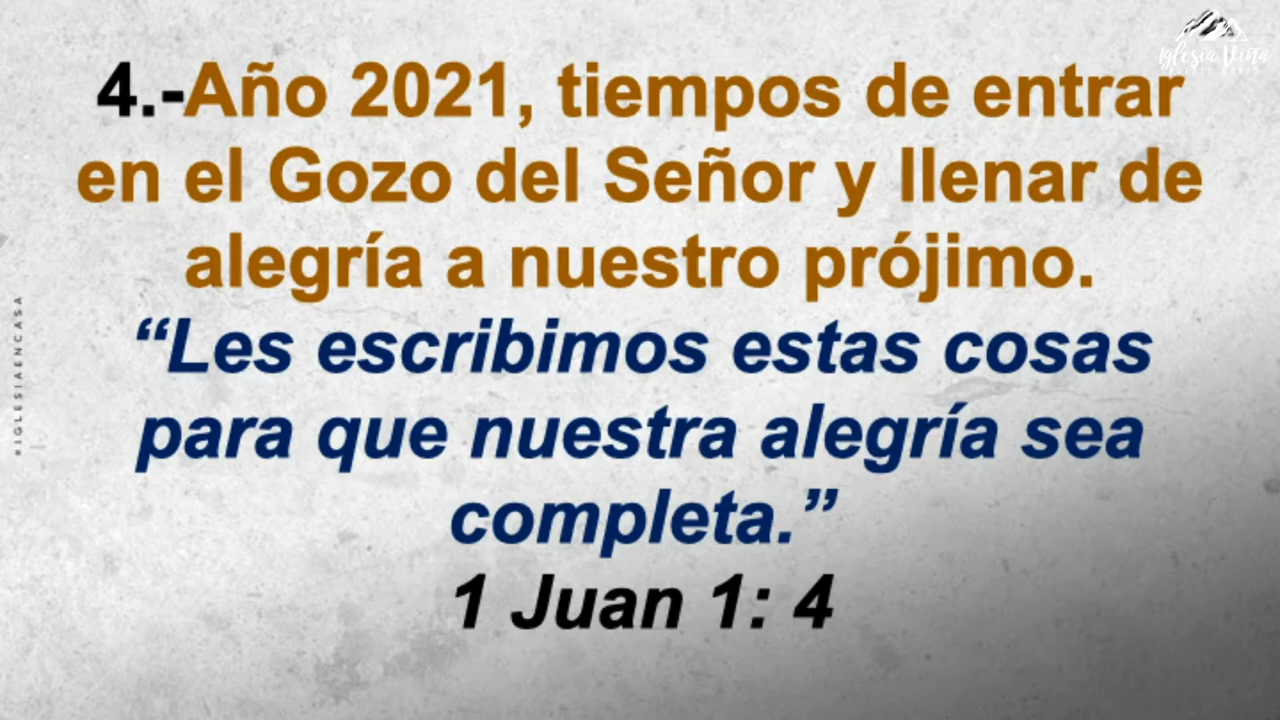 Iglesia Viña
4.-Año 2021, tiempos de entrar
en el Gozo del Señor y llenar de
alegría a nuestro prójimo.
“Les escribimos estas cosas
para que nuestra alegría sea
completa.”
1 Juan 1: 4
#IGLESIAENCASA